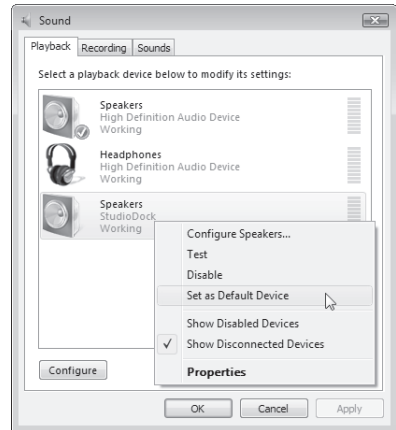 Sound
Playback Recording Sounds
Select a playback device below to modify its settings:
Speakers
High Definition Audio Device
Working
Headphones
High Definition Audio Device
Working
Speakers
StudioDock
Working
Configure Speakers...
Test
Disable
Set as Default Device
Show Disabled Devices
Show Disconnected Devices
Properties
Configure
OK Cancel Apply